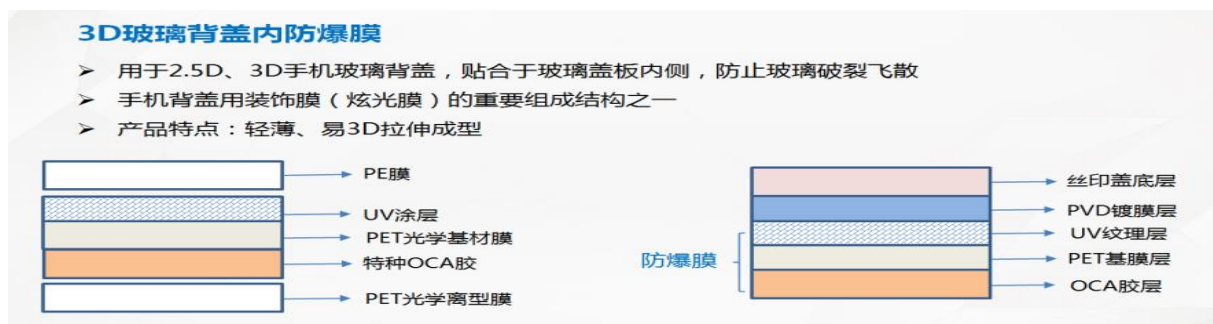 3D玻璃背盖内防爆膜
➢ 用于2.5D、3D手机玻璃背盖，贴合于玻璃盖板内侧，防止玻璃破裂飞散
➢ 手机背盖用装饰膜（炫光膜）的重要组成结构之一
➢ 产品特点：轻薄、易3D拉伸成型
PE膜
UV涂层
PET光学基材膜
特种OCA胶
PET光学离型膜
丝印盖底层
PVD镀膜层
UV纹理层
防爆膜
PET基膜层
OCA胶层